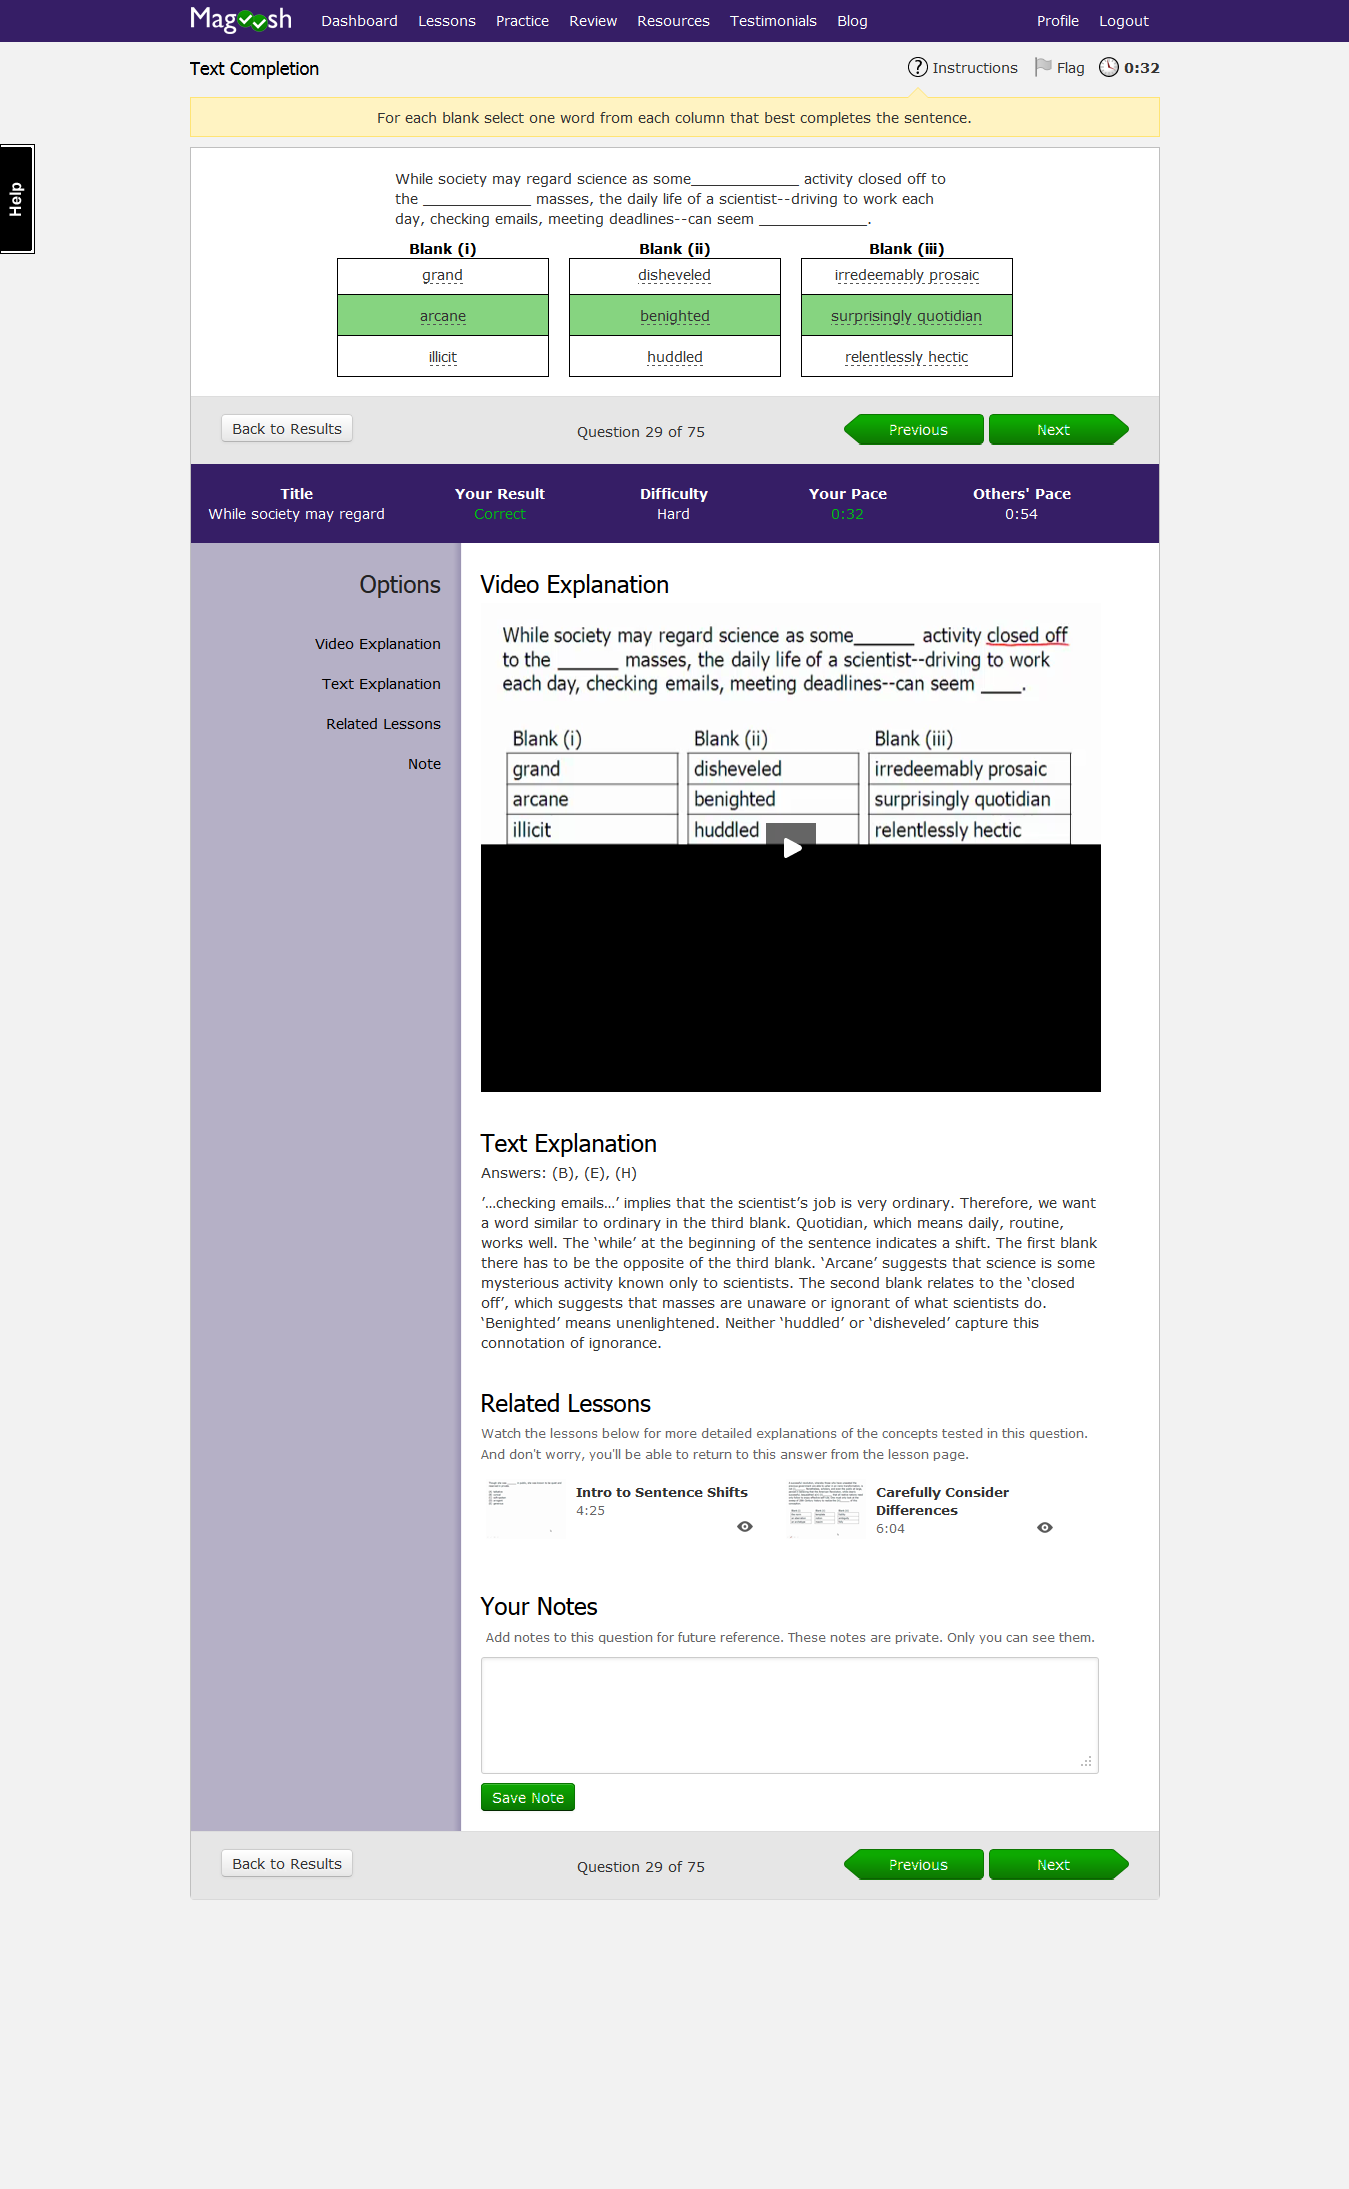 Magoosh Dashboard Lessons Practice Review Resources Testimonials Blog Profile Logout
Text Completion
? Instructions Flag 0:32
For each blank select one word from each column that best completes the sentence.
Help
While society may regard science as some____________ activity closed off to
the ____________ masses, the daily life of a scientist--driving to work each
day, checking emails, meeting deadlines--can seem ____________.
Blank (i) Blank (ii) Blank (iii)
grand disheveled irredeemably prosaic
arcane benighted surprisingly quotidian
illicit huddled relentlessly hectic
Back to Results Question 29 of 75 Previous Next
Title Your Result Difficulty Your Pace Others' Pace
While society may regard Correct Hard 0:32 0:54
Options
Video Explanation
Text Explanation
Related Lessons
Note
Video Explanation
While society may regard science as some______ activity closed off
to the ______ masses, the daily life of a scientist--driving to work
each day, checking emails, meeting deadlines--can seem ____.
Blank (i) Blank (ii) Blank (iii)
grand disheveled irredeemably prosaic
arcane benighted surprisingly quotidian
illicit huddled relentlessly hectic
Text Explanation
Answers: (B), (E), (H)
’...checking emails...’ implies that the scientist’s job is very ordinary. Therefore, we want
a word similar to ordinary in the third blank. Quotidian, which means daily, routine,
works well. The ‘while’ at the beginning of the sentence indicates a shift. The first blank
there has to be the opposite of the third blank. ‘Arcane’ suggests that science is some
mysterious activity known only to scientists. The second blank relates to the ‘closed
off’, which suggests that masses are unaware or ignorant of what scientists do.
‘Benighted’ means unenlightened. Neither ‘huddled’ or ‘disheveled’ capture this
connotation of ignorance.
Related Lessons
Watch the lessons below for more detailed explanations of the concepts tested in this question.
And don't worry, you'll be able to return to this answer from the lesson page.
Intro to Sentence Shifts
4:25
Carefully Consider
Differences
6:04
Your Notes
Add notes to this question for future reference. These notes are private. Only you can see them.
Save Note
Back to Results Question 29 of 75 Previous Next